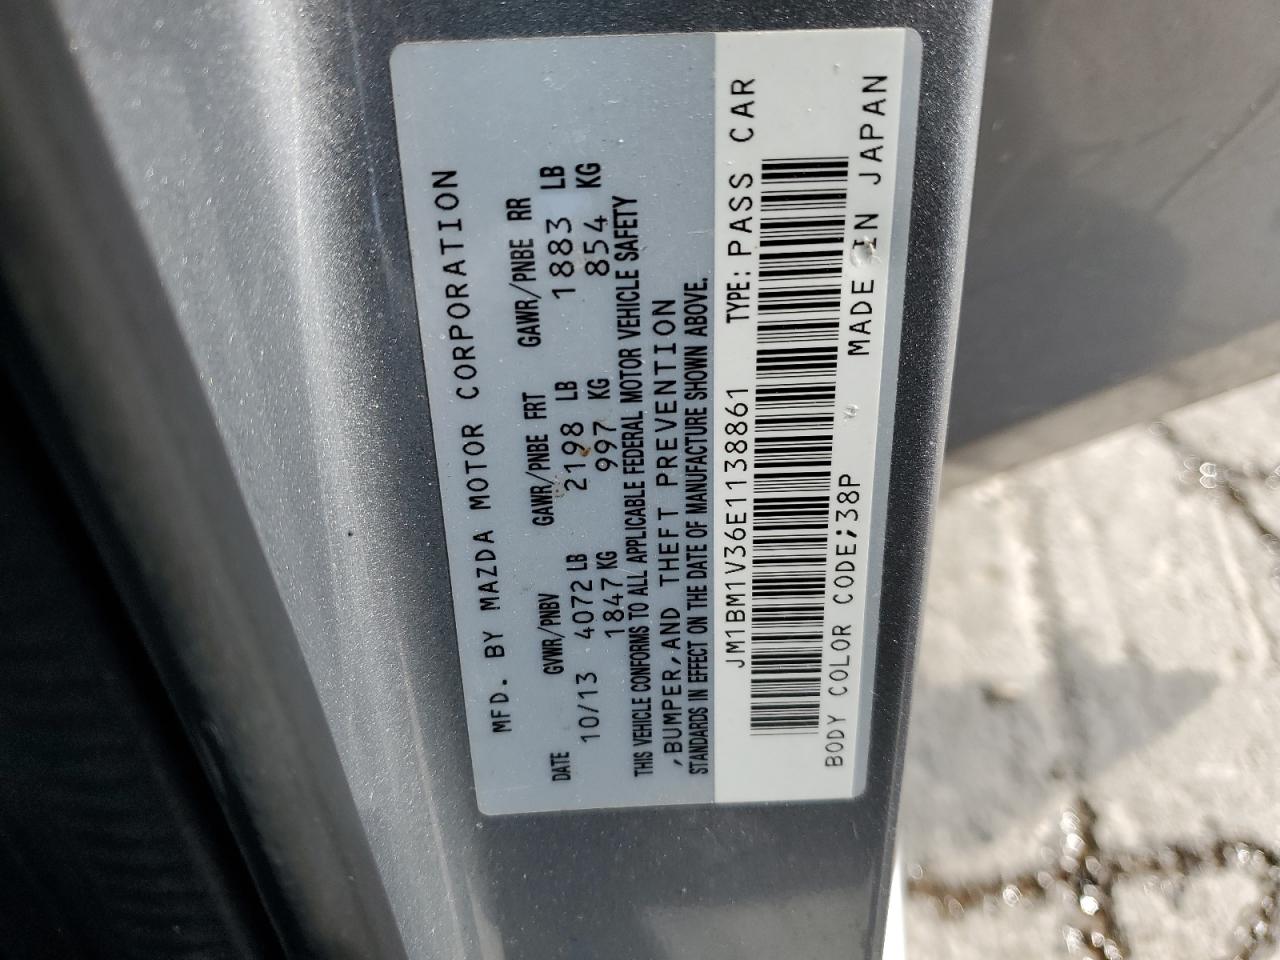 MFD. BY MAZDA MOTOR CORPORATION
DATE GVWR/PNBV GAWR/PNBE FRT GAWR/PNBE RR
10/13 4072 LB 2198 LB 1883 LB
1847 KG 997 KG 854 KG
THIS VEHICLE CONFORMS TO ALL APPLICABLE FEDERAL MOTOR VEHICLE SAFETY
,BUMPER,AND THEFT PREVENTION
STANDARDS IN EFFECT ON THE DATE OF MANUFACTURE SHOWN ABOVE.
JM1BM1V36E1138861 TYPE: PASS CAR
BODY COLOR CODE;38P MADE IN JAPAN